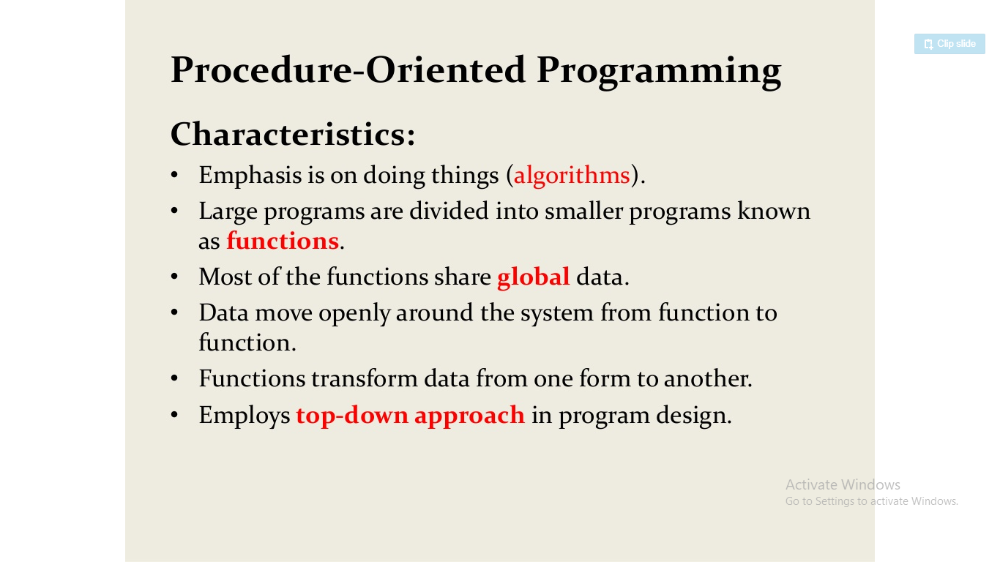 Procedure-Oriented Programming
Clip slide
Characteristics:
• Emphasis is on doing things (algorithms).
• Large programs are divided into smaller programs known
as functions.
• Most of the functions share global data.
• Data move openly around the system from function to
function.
• Functions transform data from one form to another.
• Employs top-down approach in program design.
Activate Windows
Go to Settings to activate Windows.